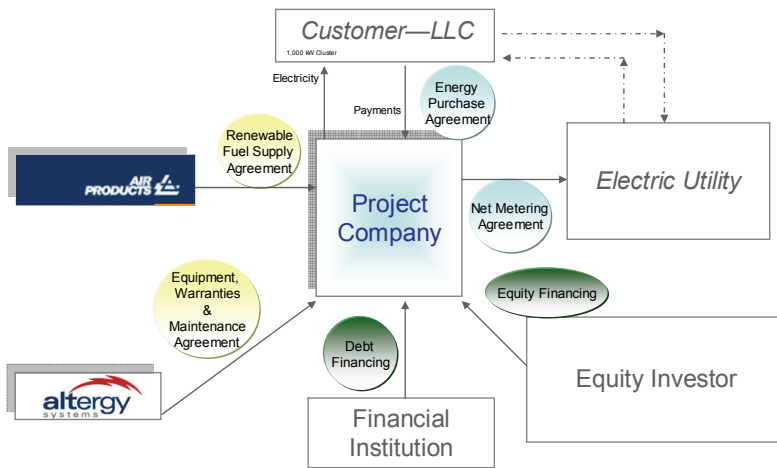 Customer—LLC
1,000 kW Cluster
Electricity
Payments
Energy
Purchase
Agreement
Renewable
Fuel Supply
Agreement
AIR
PRODUCTS
Project
Company
Electric Utility
Net Metering
Agreement
Equipment,
Warranties
&
Maintenance
Agreement
Equity Financing
Debt
Financing
altergy
systems
Financial
Institution
Equity Investor